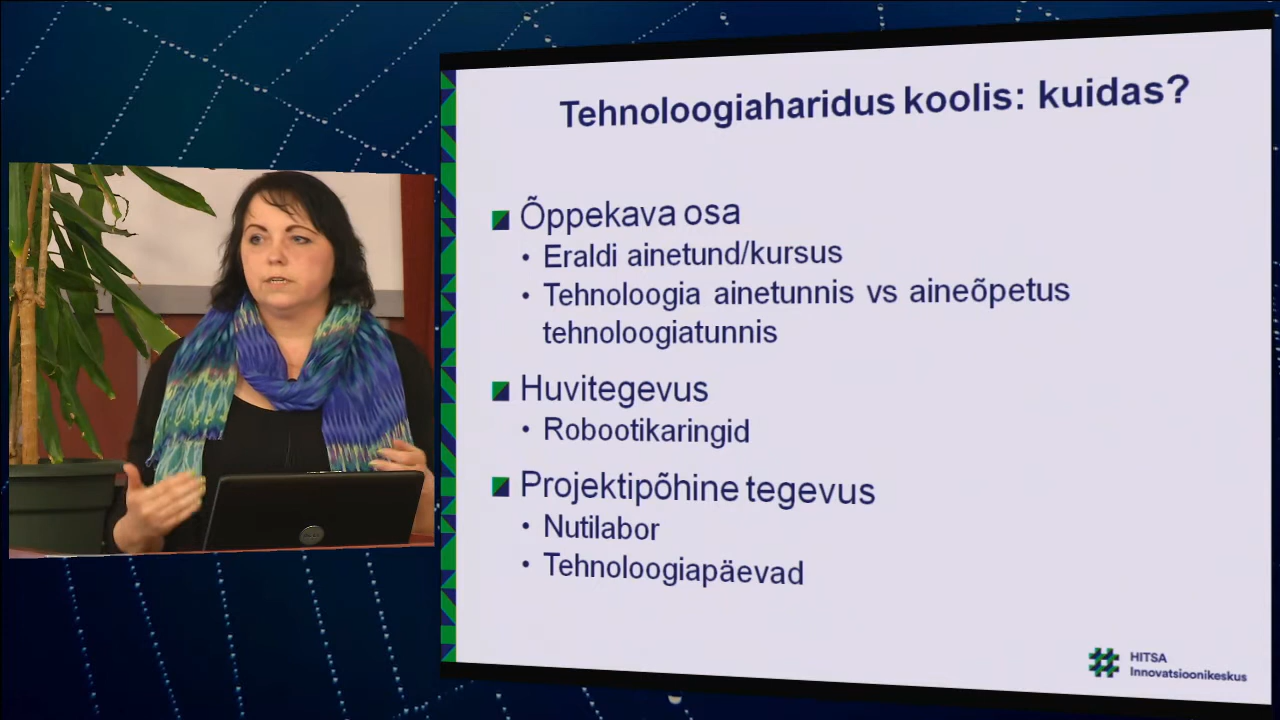 Tehnoloogiaharidus koolis: kuidas?
Õppekava osa
• Eraldi ainetund/kursus
• Tehnoloogia ainetunnis vs aineõpetus
tehnoloogiatunnis
Huvitegevus
• Robootikaringid
Projektipõhine tegevus
• Nutilabor
• Tehnoloogiapäevad
HITSA
Innovatsioonikeskus